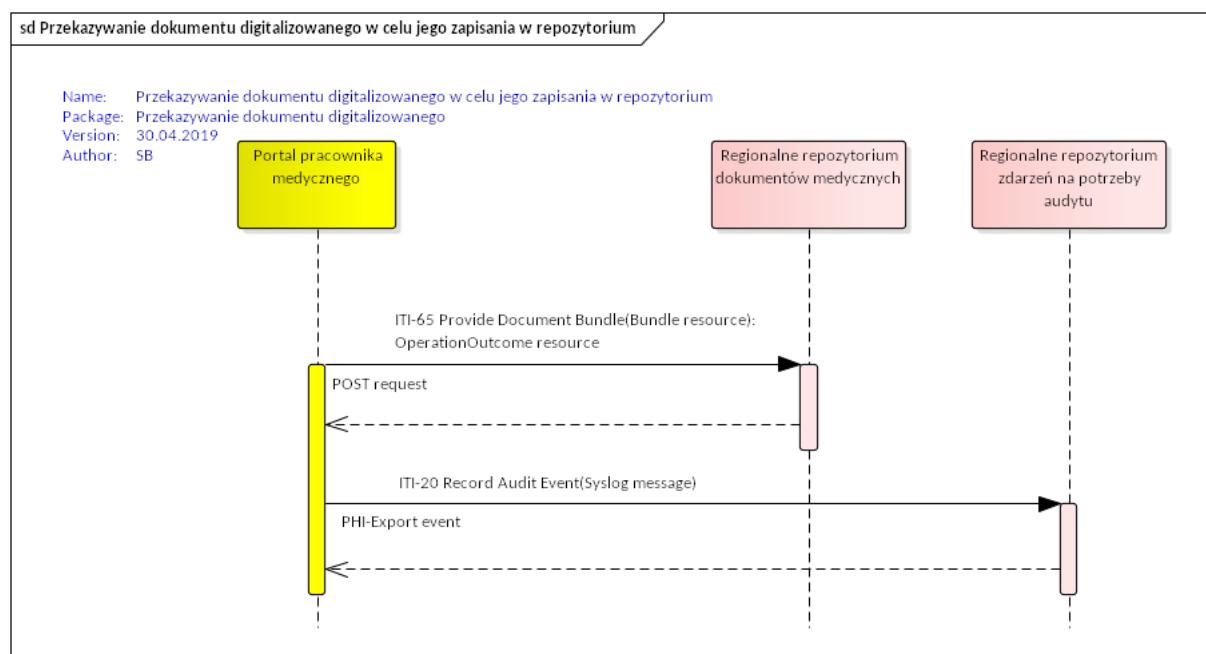 sd Przekazywanie dokumentu digitalizowanego w celu jego zapisania w repozytorium
Name: Przekazywanie dokumentu digitalizowanego w celu jego zapisania w repozytorium
Package: Przekazywanie dokumentu digitalizowanego
Version: 30.04.2019
Author: SB
Portal pracownika
medycznego
Regionalne repozytorium
dokumentów medycznych
Regionalne repozytorium
zdarzeń na potrzeby
audytu
ITI-65 Provide Document Bundle(Bundle resource):
OperationOutcome resource
POST request
ITI-20 Record Audit Event(Syslog message)
PHI-Export event